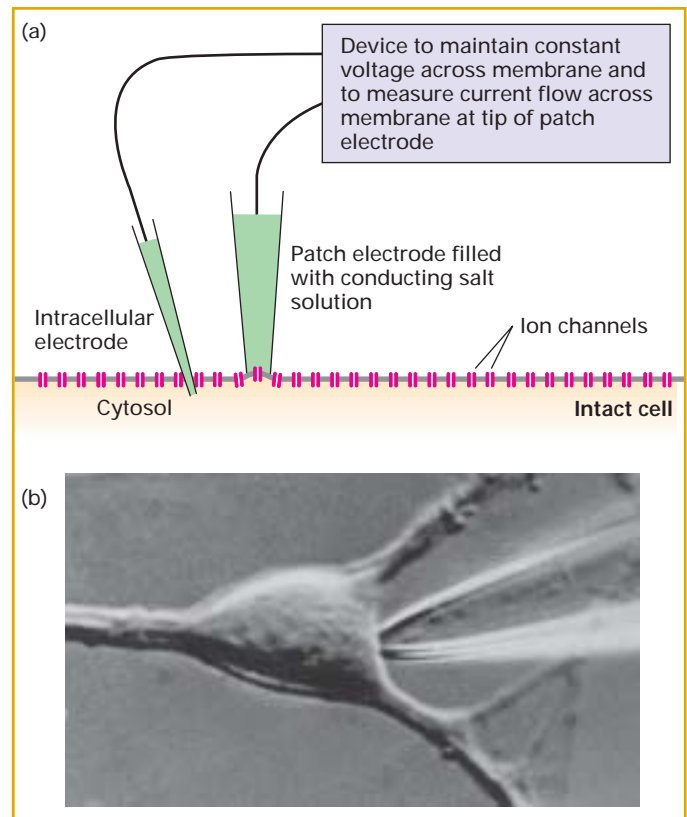 (a)
Device to maintain constant
voltage across membrane and
to measure current flow across
membrane at tip of patch
electrode
Patch electrode filled
with conducting salt
solution
Intracellular
electrode
Ion channels
Cytosol
Intact cell
(b)